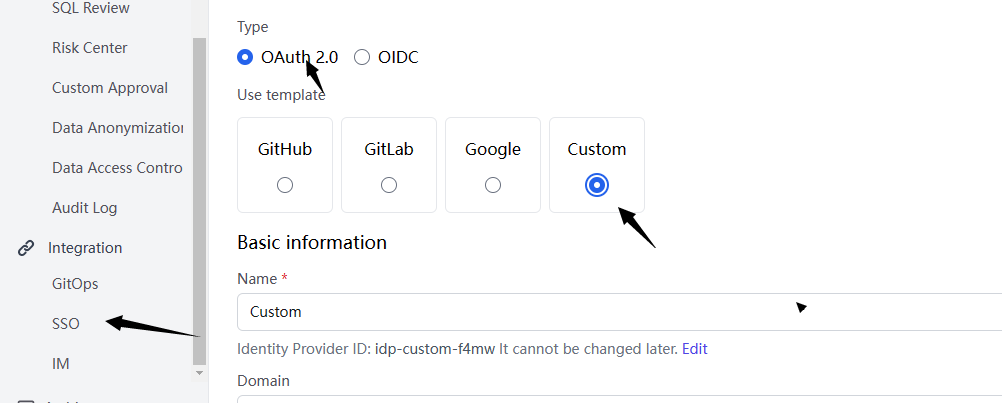 SQL Review
Risk Center
Custom Approval
Data Anonymization
Data Access Contro
Audit Log
Integration
GitOps
SSO
IM
Type
OAuth 2.0 OIDC
Use template
GitHub GitLab Google Custom
Basic information
Name *
Custom
Identity Provider ID: idp-custom-f4mw It cannot be changed later. Edit
Domain